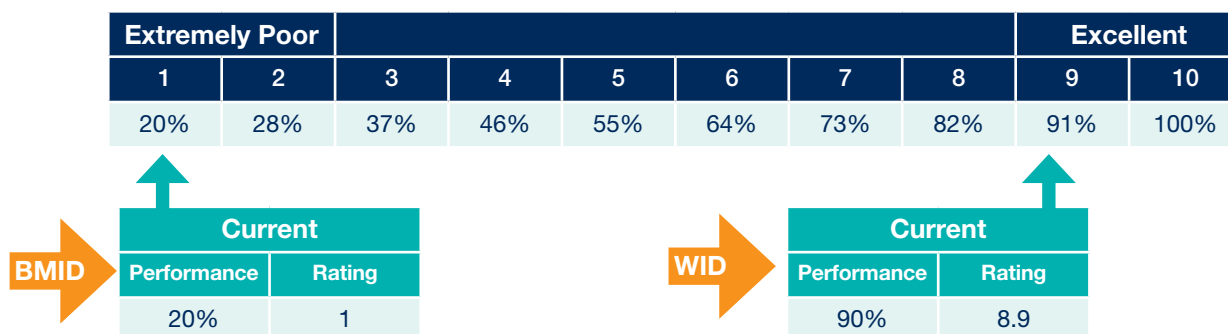 Extremely Poor Excellent
1 2 3 4 5 6 7 8 9 10
20% 28% 37% 46% 55% 64% 73% 82% 91% 100%
BMID
Current
Performance Rating
20% 1
WID
Current
Performance Rating
90% 8.9